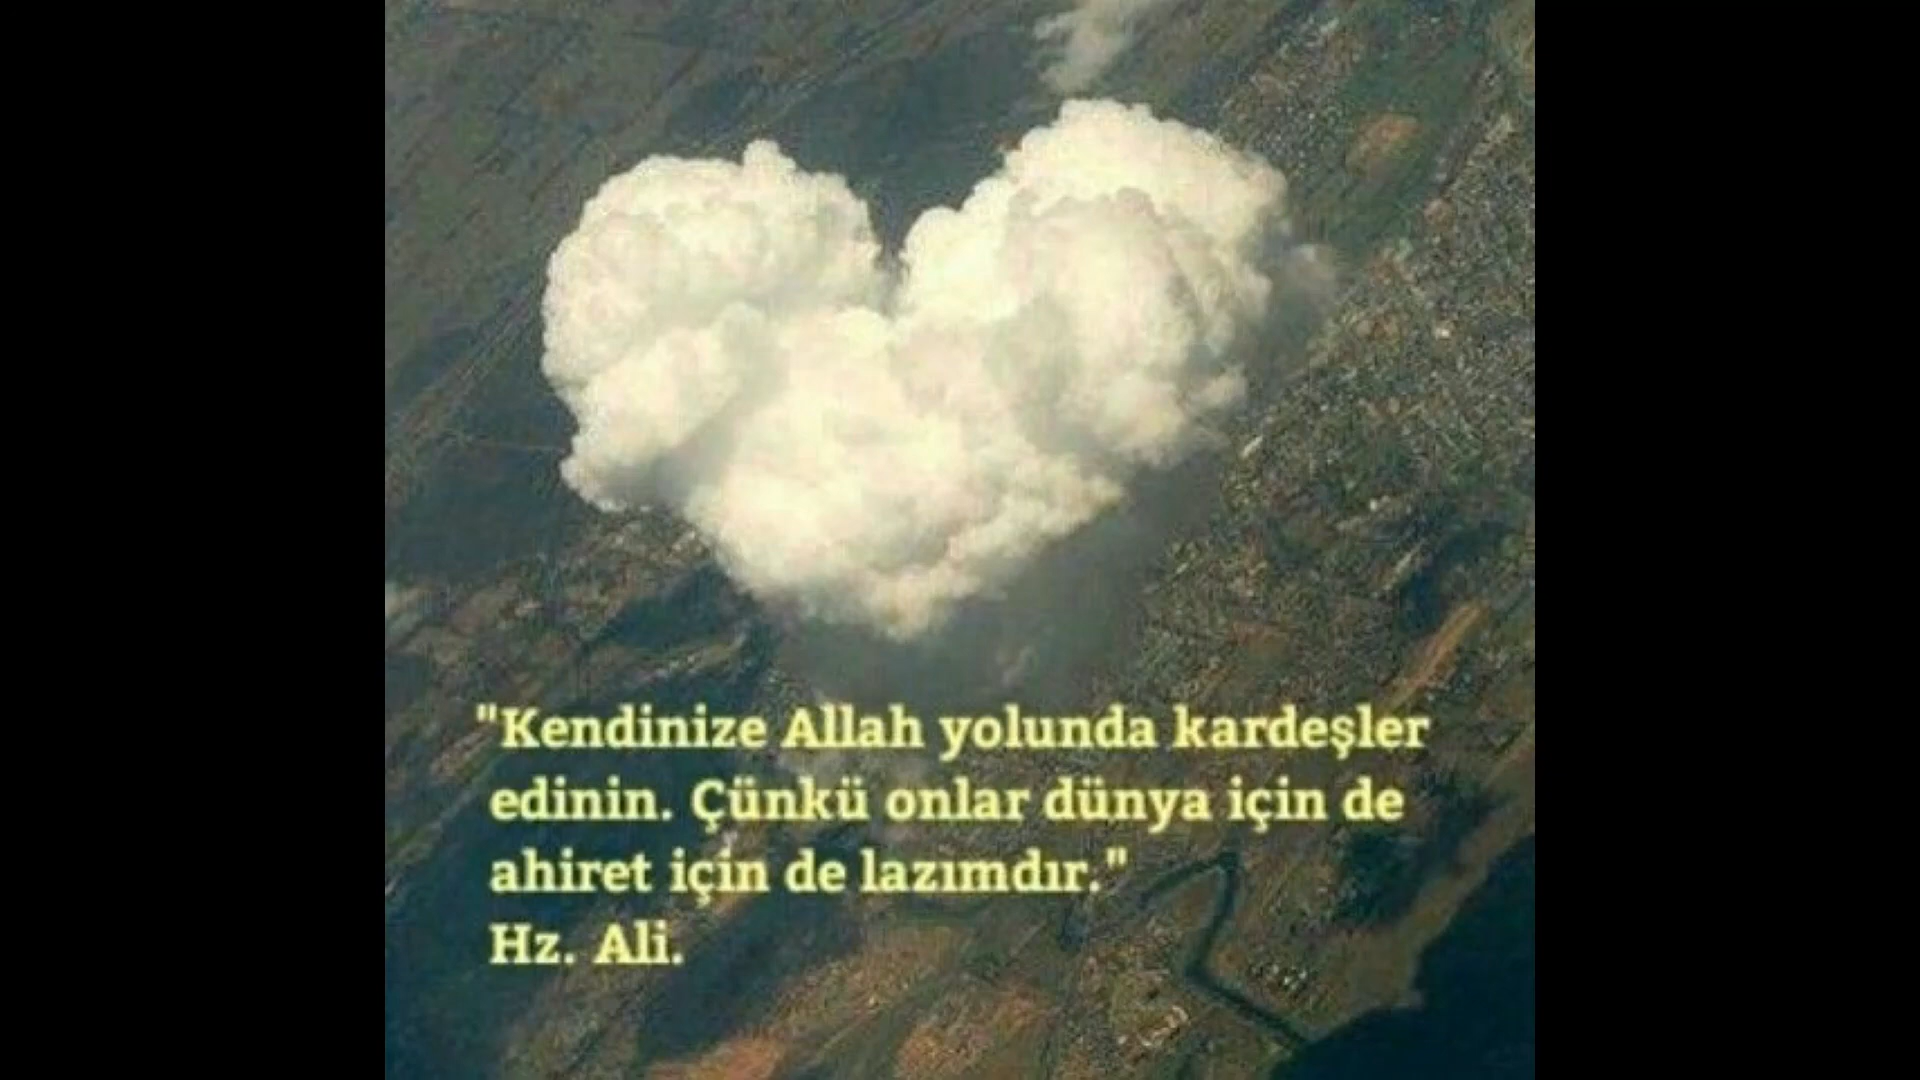 "Kendinize Allah yolunda kardeşler
edinin. Çünkü onlar dünya için de
ahiret için de lazımdır."
Hz. Ali.